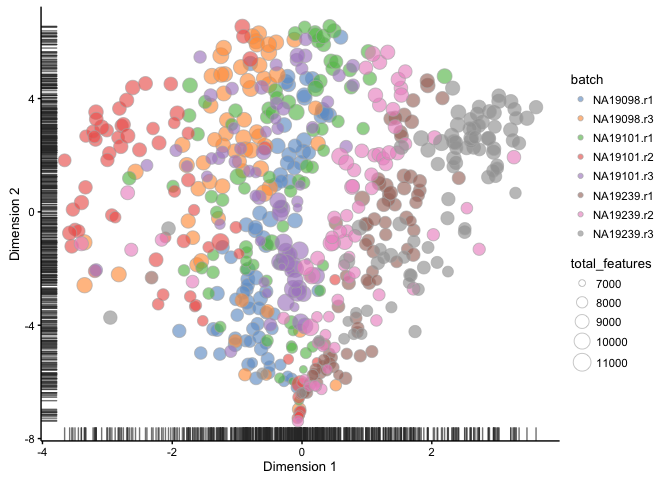 4
0
-4
-8
-4
-2
0
2
Dimension 1
Dimension 2
batch
NA19098.r1
NA19098.r3
NA19101.r1
NA19101.r2
NA19101.r3
NA19239.r1
NA19239.r2
NA19239.r3
total_features
7000
8000
9000
10000
11000